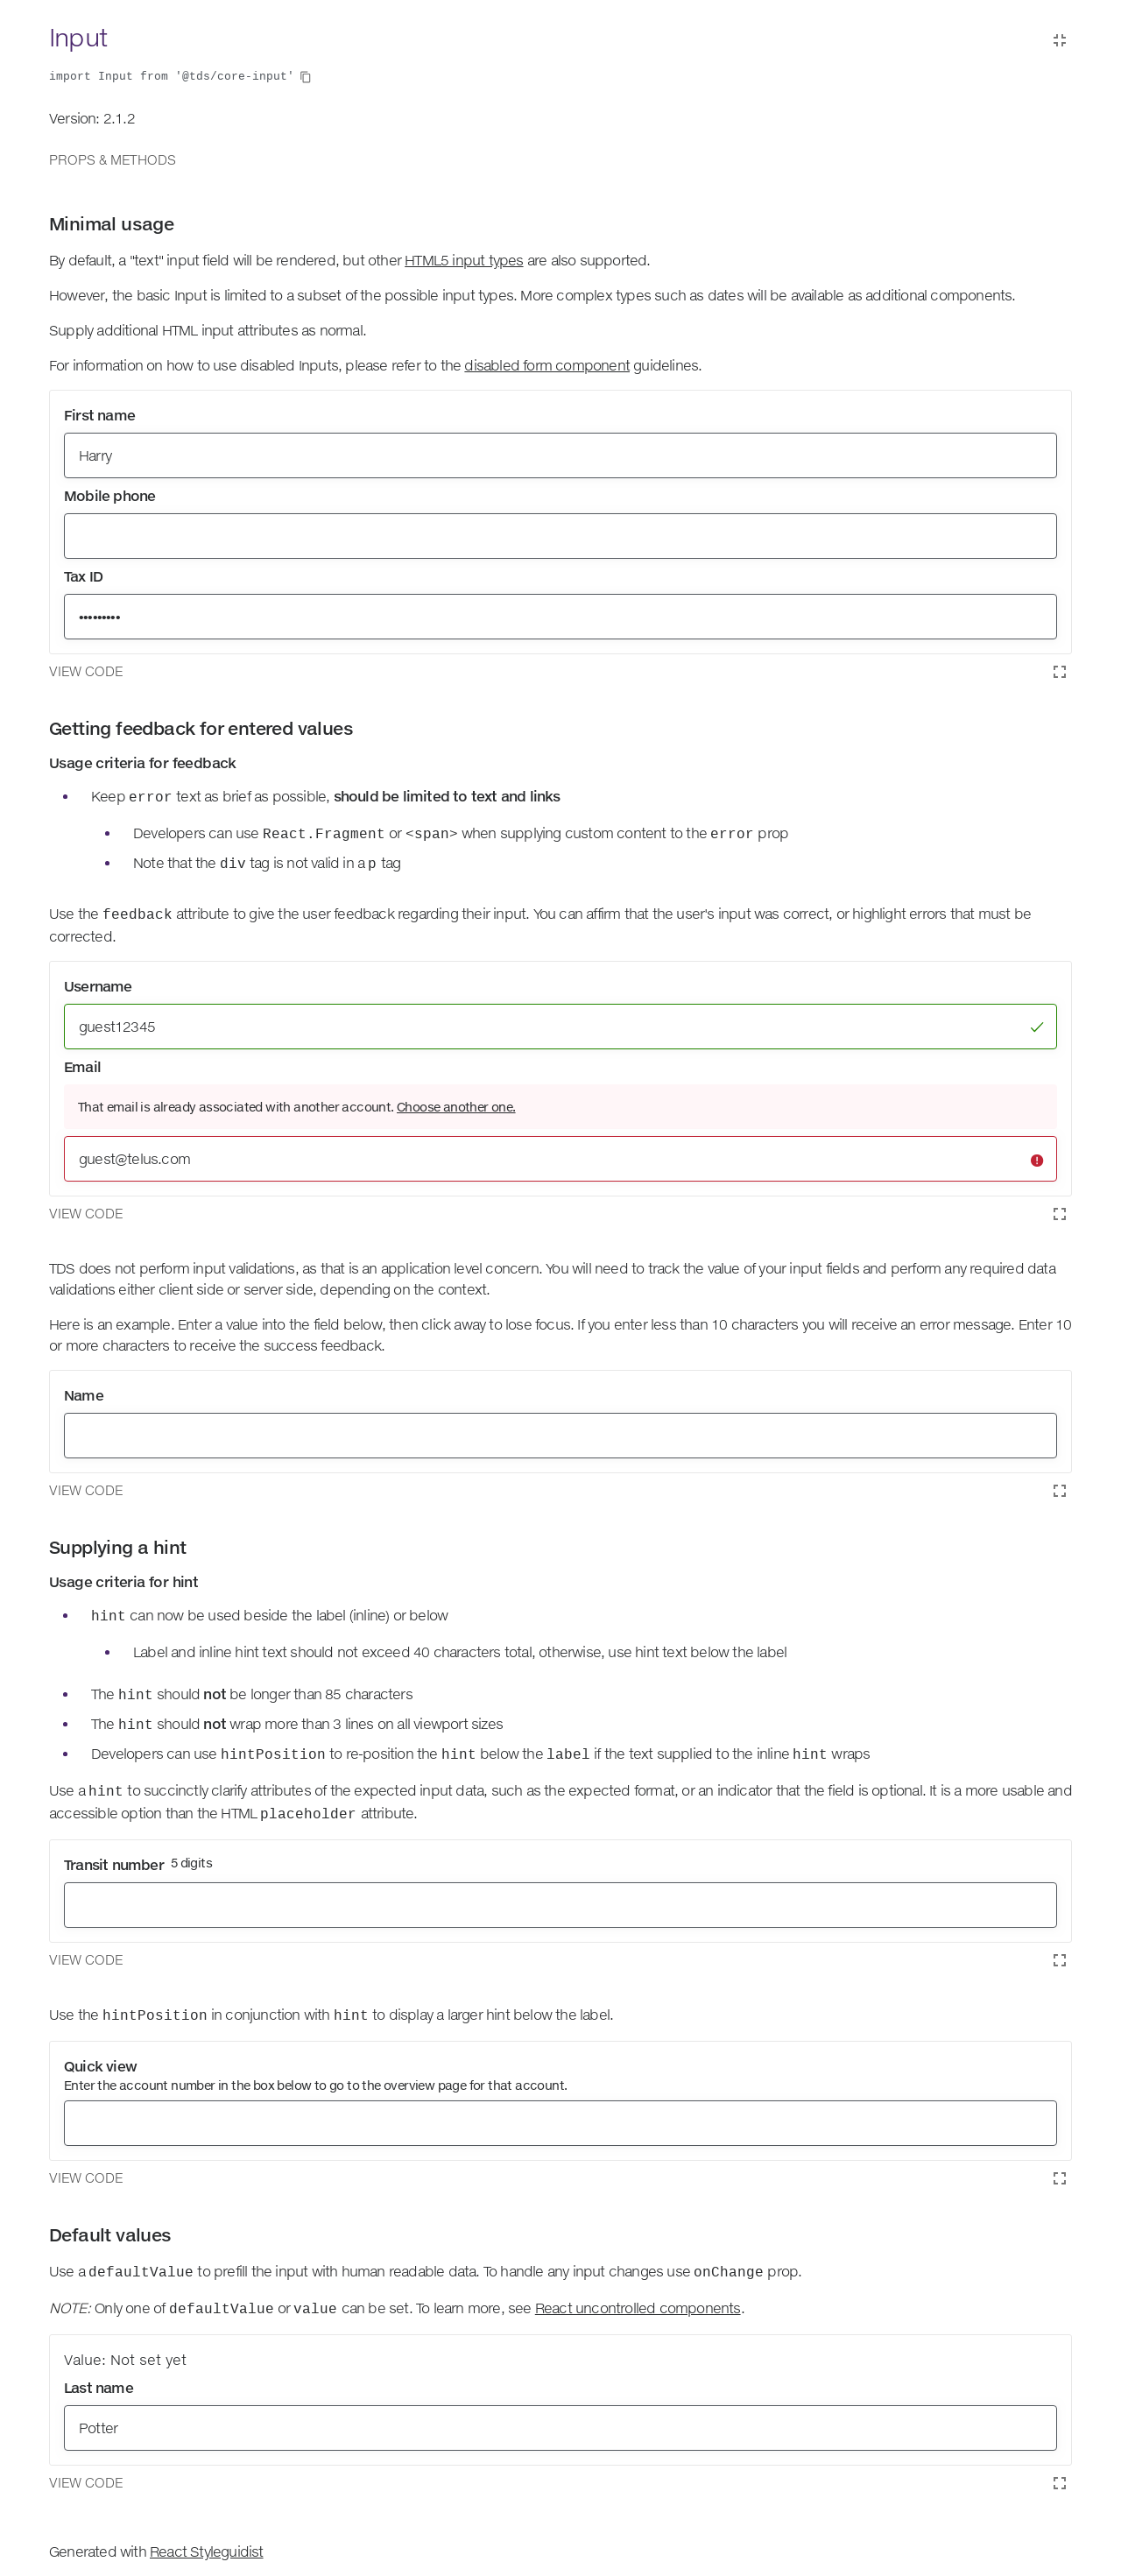 Input
import Input from '@tds/core-input'
Version: 2.1.2
PROPS & METHODS
Minimal usage
By default, a "text" input field will be rendered, but other HTML5 input types are also supported.
However, the basic Input is limited to a subset of the possible input types. More complex types such as dates will be available as additional components.
Supply additional HTML input attributes as normal.
For information on how to use disabled Inputs, please refer to the disabled form component guidelines.
First name
Harry
Mobile phone
Tax ID
•••••••••
VIEW CODE
Getting feedback for entered values
Usage criteria for feedback
• Keep error text as brief as possible, should be limited to text and links
• Developers can use React.Fragment or <span> when supplying custom content to the error prop
• Note that the div tag is not valid in a p tag
Use the feedback attribute to give the user feedback regarding their input. You can affirm that the user's input was correct, or highlight errors that must be
corrected.
Username
guest12345
Email
That email is already associated with another account. Choose another one.
guest@telus.com
VIEW CODE
TDS does not perform input validations, as that is an application level concern. You will need to track the value of your input fields and perform any required data
validations either client side or server side, depending on the context.
Here is an example. Enter a value into the field below, then click away to lose focus. If you enter less than 10 characters you will receive an error message. Enter 10
or more characters to receive the success feedback.
Name
VIEW CODE
Supplying a hint
Usage criteria for hint
• hint can now be used beside the label (inline) or below
• Label and inline hint text should not exceed 40 characters total, otherwise, use hint text below the label
• The hint should not be longer than 85 characters
• The hint should not wrap more than 3 lines on all viewport sizes
• Developers can use hintPosition to re-position the hint below the label if the text supplied to the inline hint wraps
Use a hint to succinctly clarify attributes of the expected input data, such as the expected format, or an indicator that the field is optional. It is a more usable and
accessible option than the HTML placeholder attribute.
Transit number 5 digits
VIEW CODE
Use the hintPosition in conjunction with hint to display a larger hint below the label.
Quick view
Enter the account number in the box below to go to the overview page for that account.
VIEW CODE
Default values
Use a defaultValue to prefill the input with human readable data. To handle any input changes use onChange prop.
NOTE: Only one of defaultValue or value can be set. To learn more, see React uncontrolled components.
Value: Not set yet
Last name
Potter
VIEW CODE
Generated with React Styleguidist